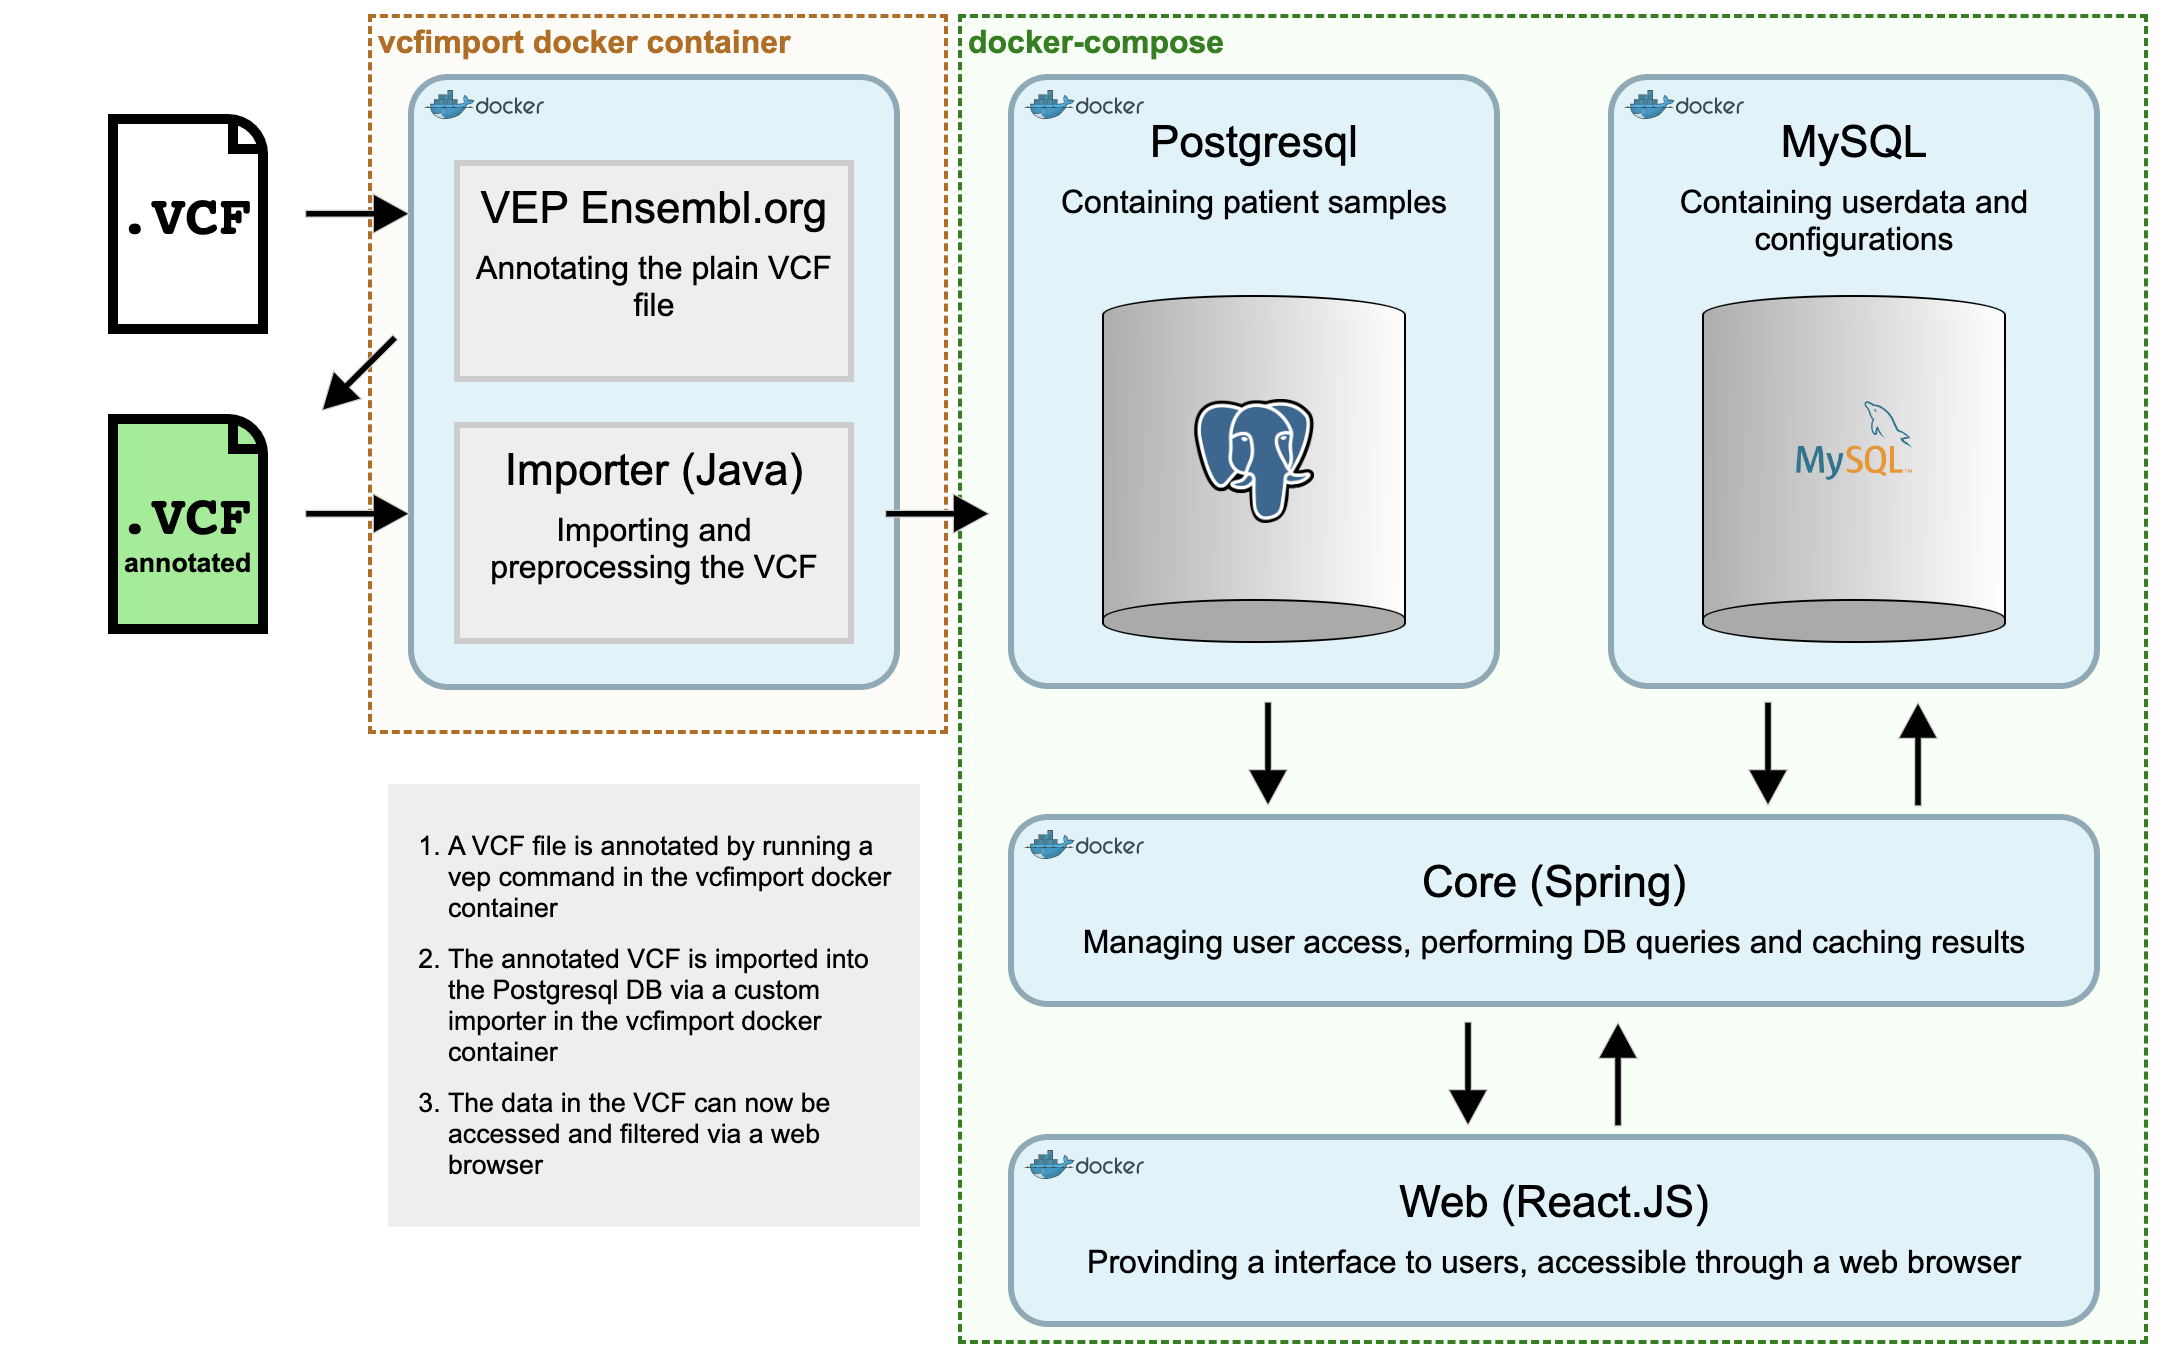 vcfimport docker container
docker-compose
.VCF
docker
VEP Ensembl.org
Annotating the plain VCF
file
.VCF
annotated
Importer (Java)
Importing and
preprocessing the VCF
docker
Postgresql
Containing patient samples
docker
MySQL
Containing userdata and
configurations
MySQL™
1. A VCF file is annotated by running a
vep command in the vcfimport docker
container
2. The annotated VCF is imported into
the Postgresql DB via a custom
importer in the vcfimport docker
container
3. The data in the VCF can now be
accessed and filtered via a web
browser
docker
Core (Spring)
Managing user access, performing DB queries and caching results
docker
Web (React.JS)
Provinding a interface to users, accessible through a web browser